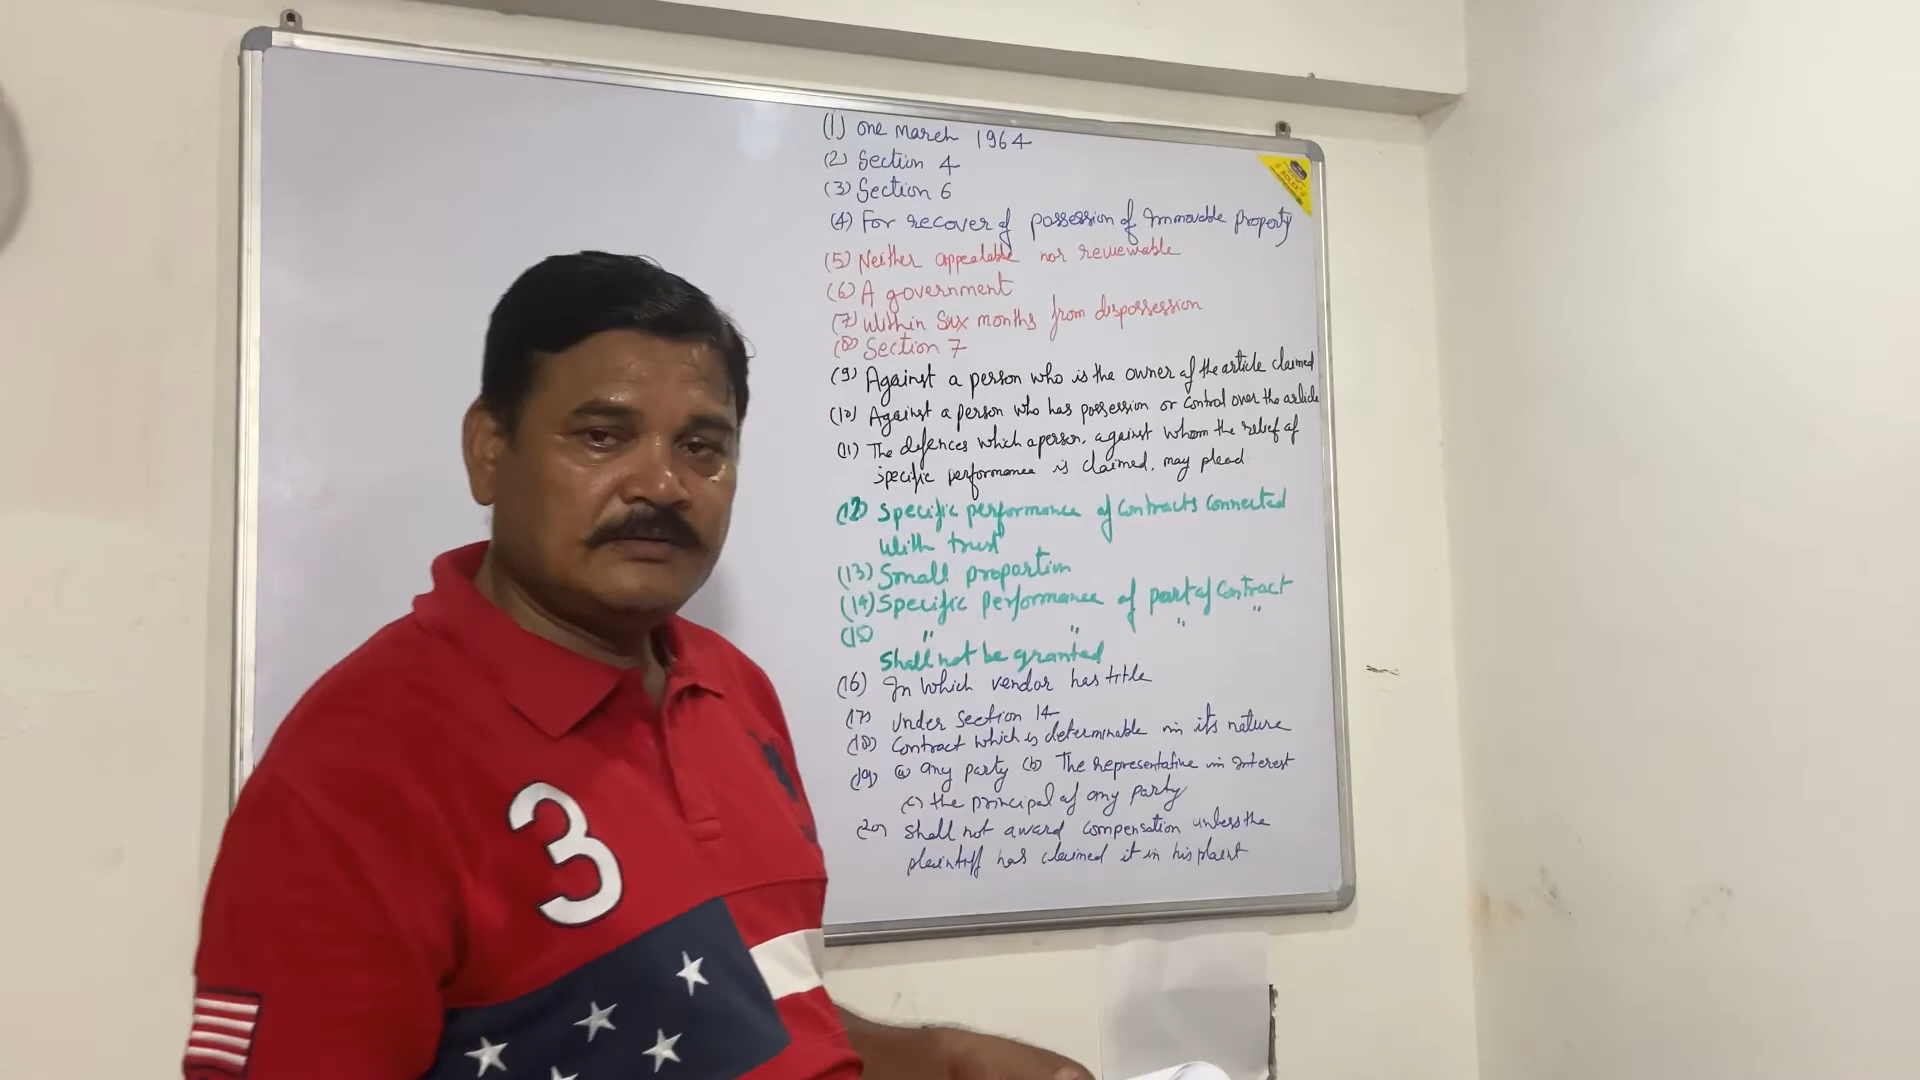 (1) one march 1964
(2) Section 4
(3) Section 6
(4) For recover of possession of Immovable property
(5) Neither appealable nor reviewable
(6) A government
(7) Within Six months from dispossession
(8) Section 7
(9) Against a person who is the owner of the article claimed
(10) Against a person who has possession or control over the article
(11) The defences which a person, against whom the relief of
specific performance is claimed, may plead
(12) Specific performance of contracts connected
With trust
(13) Small proportion
(14) Specific performance of part of contract
(15) " " " "
Shall not be granted
(16) In which vendor has title
(17) Under Section 14
(18) Contract which is determinable in its nature
(19) (a) any party (b) The representative in interest
(c) the principal of any party
(20) Shall not award compensation unless the
plaintiff has claimed it in his plaint
3